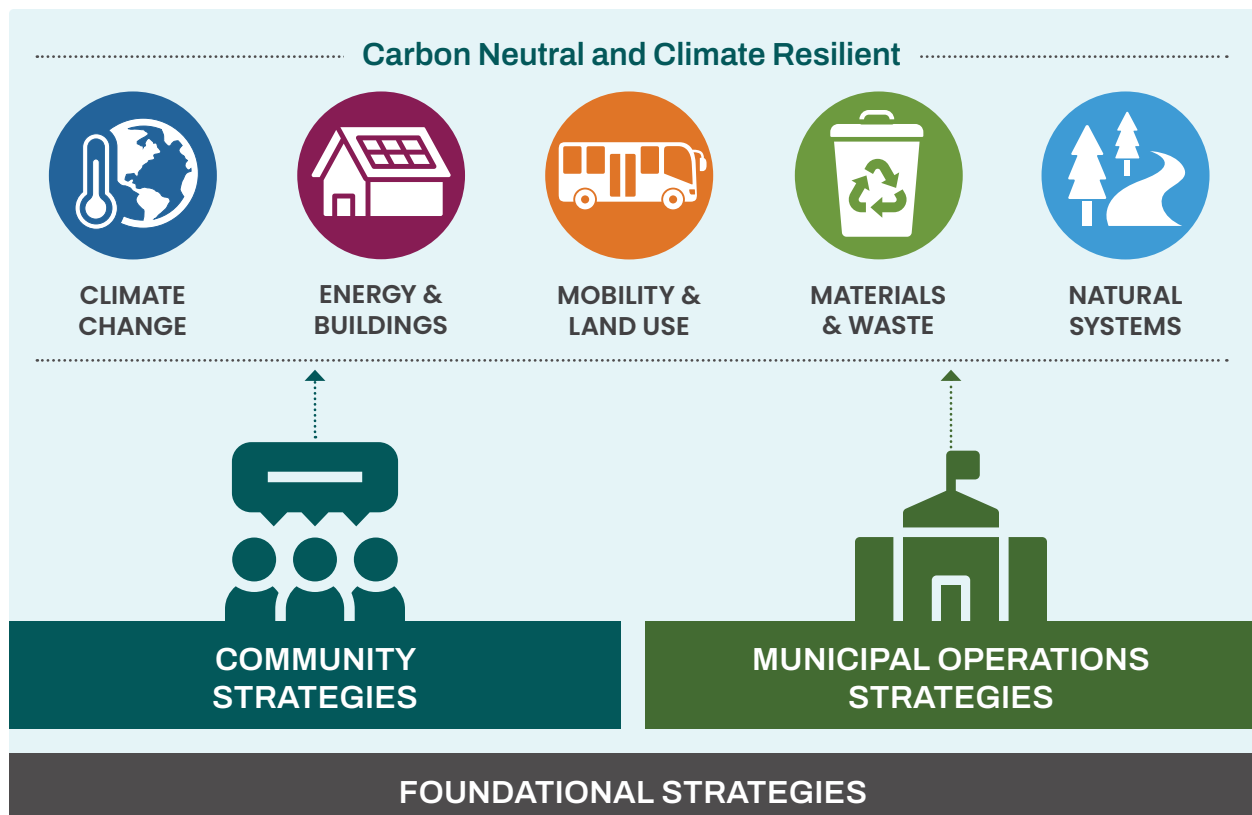 Carbon Neutral and Climate Resilient
CLIMATE
CHANGE
ENERGY &
BUILDINGS
MOBILITY &
LAND USE
MATERIALS
& WASTE
NATURAL
SYSTEMS
COMMUNITY
STRATEGIES
MUNICIPAL OPERATIONS
STRATEGIES
FOUNDATIONAL STRATEGIES